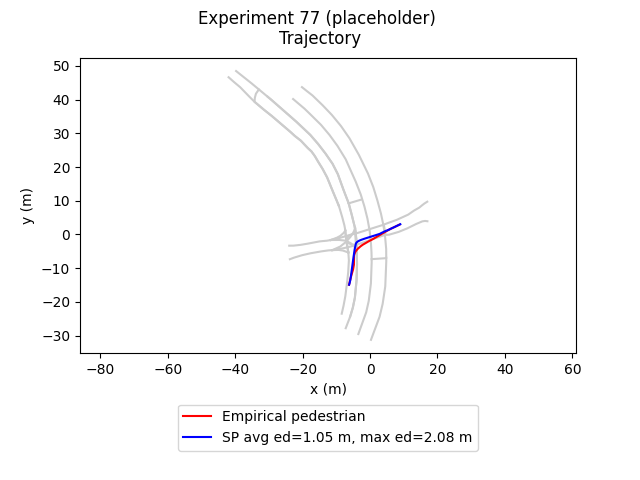 Experiment 77 (placeholder)
Trajectory
50
40
30
20
10
0
−10
−20
−30
y (m)
−80
−60
−40
−20
0
20
40
60
x (m)
Empirical pedestrian
SP avg ed=1.05 m, max ed=2.08 m